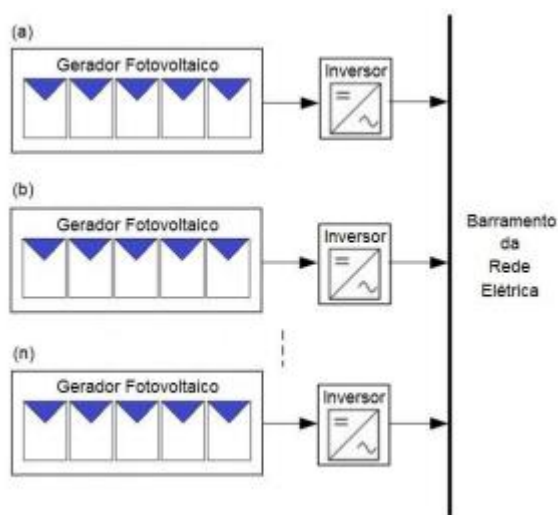 (a)
Gerador Fotovoltaico
Inversor
(b)
Gerador Fotovoltaico
Inversor
Barramento
da
Rede
Elétrica
(n)
Gerador Fotovoltaico
Inversor